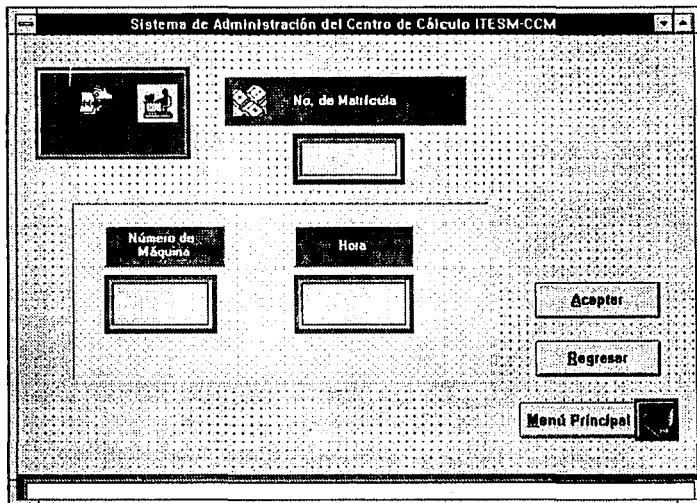 Sistema de Administración del Centro de Cálculo ITESM-CCM
No. de Matrícula
Número de
Máquina
Hora
Aceptar
Regresar
Menú Principal